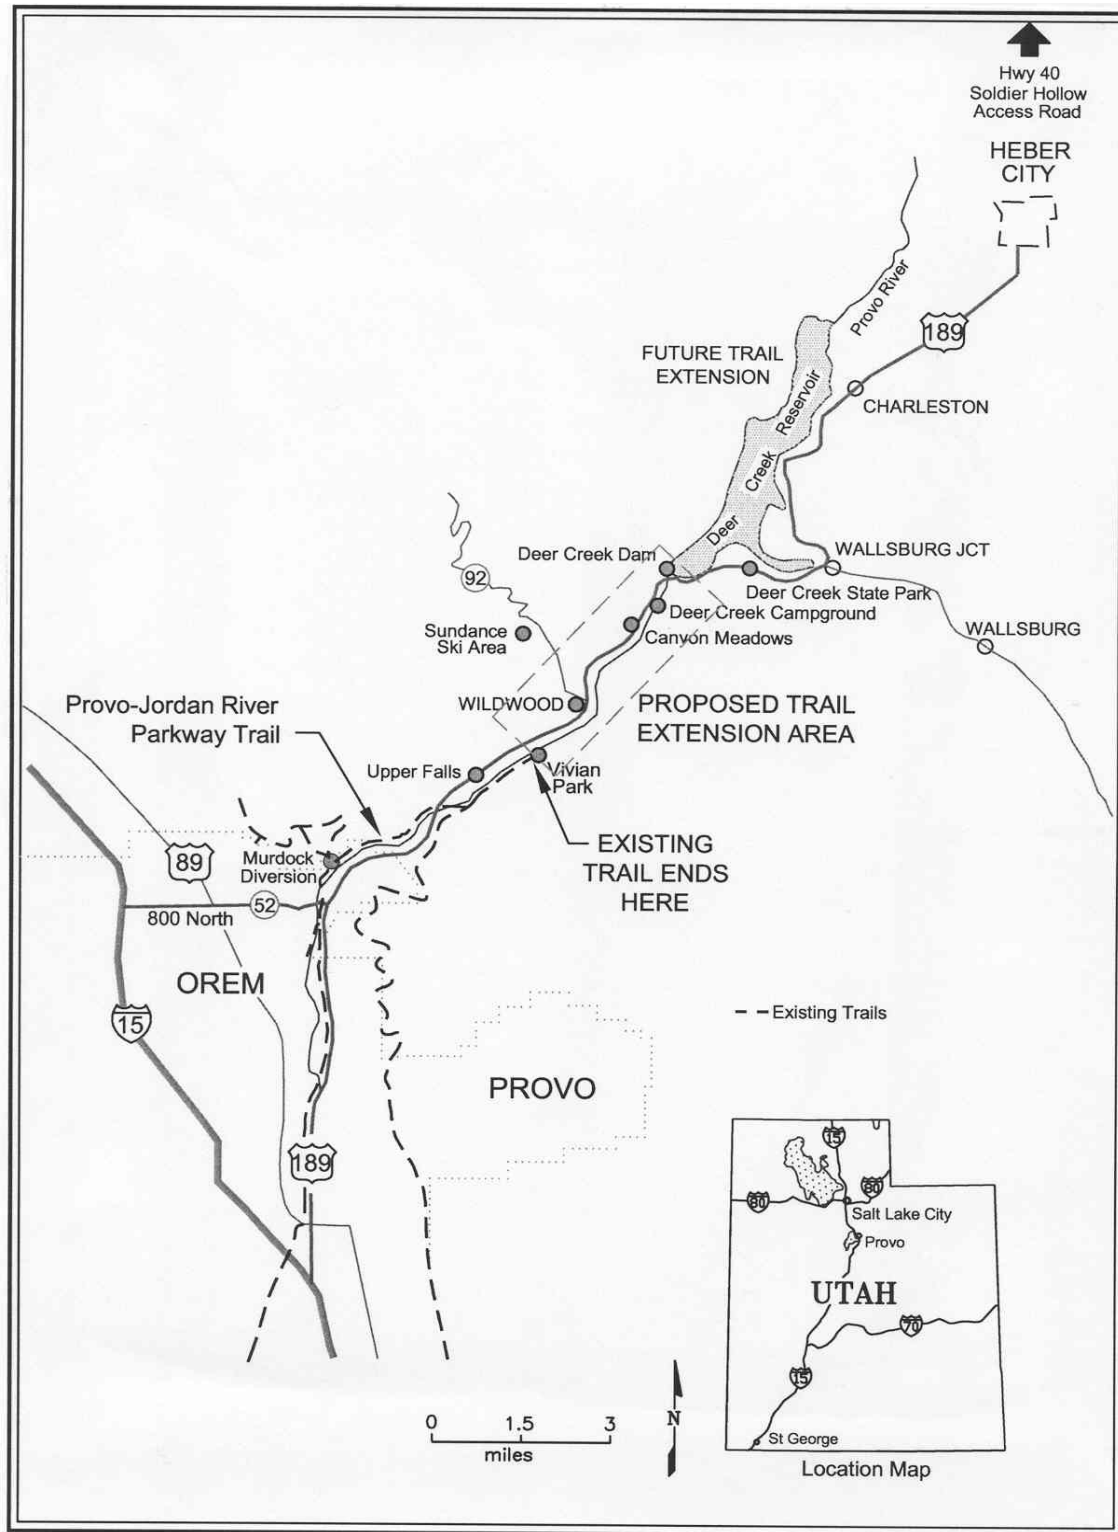 Hwy 40
Soldier Hollow
Access Road
HEBER
CITY
Provo River
189
FUTURE TRAIL
EXTENSION
CHARLESTON
Deer Creek Reservoir
Deer Creek Dam
WALLSBURG JCT
92
Deer Creek State Park
Deer Creek Campground
Sundance
Ski Area
Canyon Meadows
WALLSBURG
WILDWOOD
PROPOSED TRAIL
EXTENSION AREA
Provo-Jordan River
Parkway Trail
Upper Falls
Vivian
Park
EXISTING
TRAIL ENDS
HERE
89
Murdock
Diversion
52
800 North
OREM
15
Existing Trails
PROVO
189
15
80
80
Salt Lake City
Provo
UTAH
70
15
St George
Location Map
0 1.5 3
miles
N